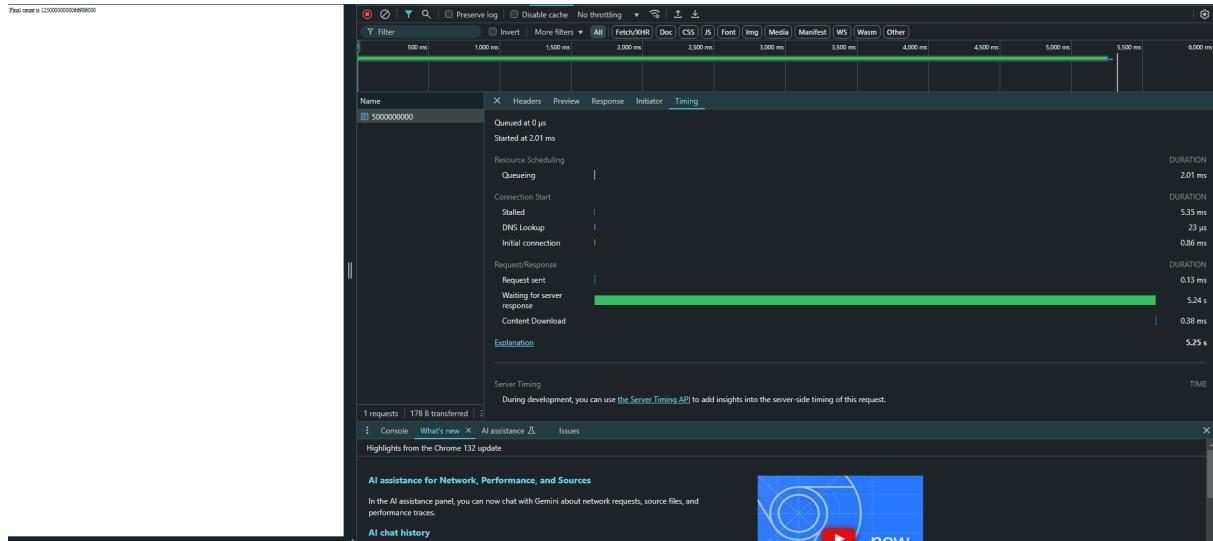 Final count is 12500000000066906000
Preserve log
Disable cache
No throttling
Filter
Invert
More filters
All
Fetch/XHR
Doc
CSS
JS
Font
Img
Media
Manifest
WS
Wasm
Other
500 ms
1,000 ms
1,500 ms
2,000 ms
2,500 ms
3,000 ms
3,500 ms
4,000 ms
4,500 ms
5,000 ms
5,500 ms
6,000 ms
Name
Headers
Preview
Response
Initiator
Timing
5000000000
Queued at 0 μs
Started at 2.01 ms
Resource Scheduling
DURATION
Queueing
2.01 ms
Connection Start
DURATION
Stalled
5.35 ms
DNS Lookup
23 μs
Initial connection
0.86 ms
Request/Response
DURATION
Request sent
0.13 ms
Waiting for server
response
5.24 s
Content Download
0.38 ms
Explanation
5.25 s
Server Timing
TIME
During development, you can use the Server Timing API to add insights into the server-side timing of this request.
1 requests
178 B transferred
Console
What's new
AI assistance
Issues
Highlights from the Chrome 132 update
AI assistance for Network, Performance, and Sources
In the AI assistance panel, you can now chat with Gemini about network requests, source files, and
performance traces.
AI chat history
new